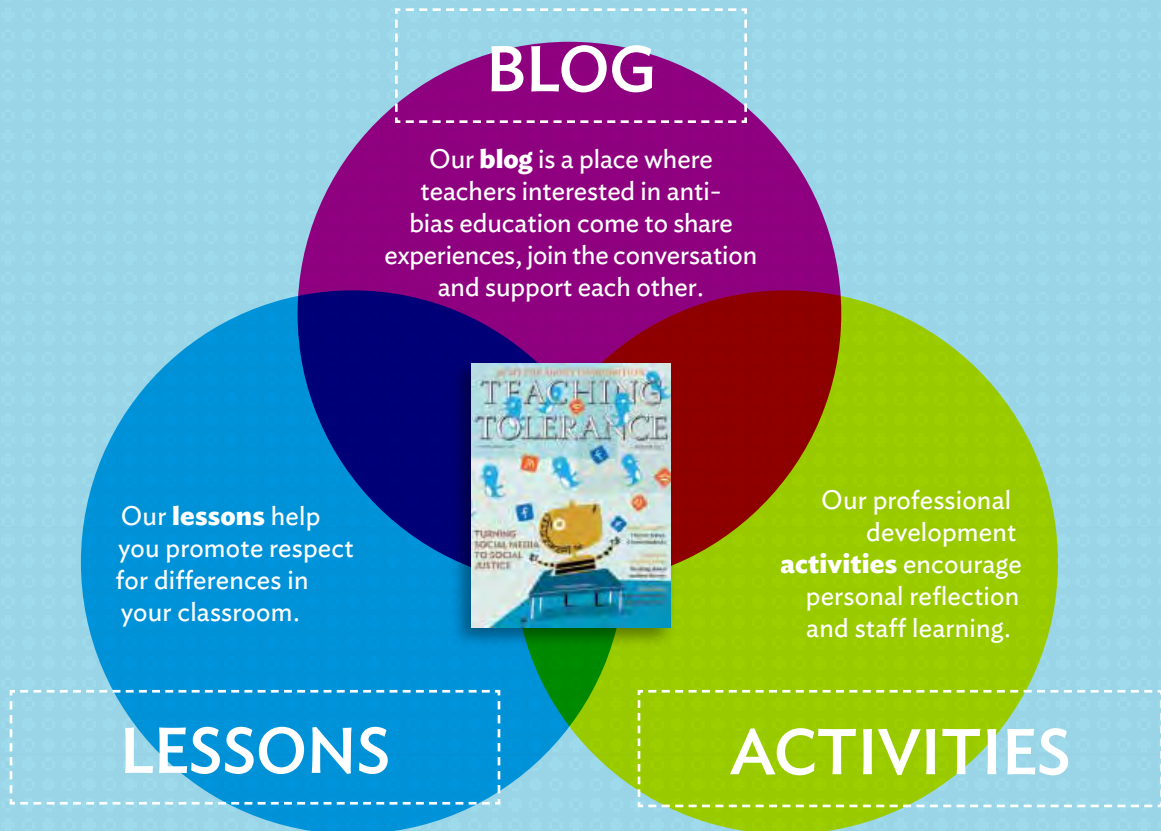 BLOG
Our blog is a place where
teachers interested in anti-
bias education come to share
experiences, join the conversation
and support each other.
TEACHING
TOLERANCE
TURNING
SOCIAL MEDIA
TO SOCIAL
JUSTICE
Our lessons help
you promote respect
for differences in
your classroom.
Our professional
development
activities encourage
personal reflection
and staff learning.
LESSONS
ACTIVITIES